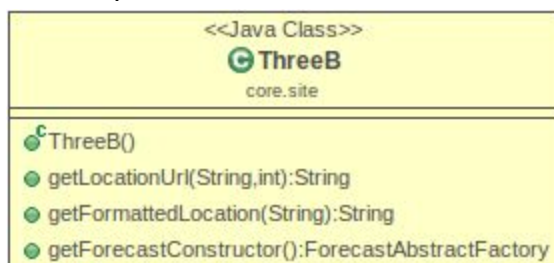 <<Java Class>>
C ThreeB
core.site
C ThreeB()
getLocationUrl(String,int):String
getFormattedLocation(String):String
getForecastConstructor():ForecastAbstractFactory